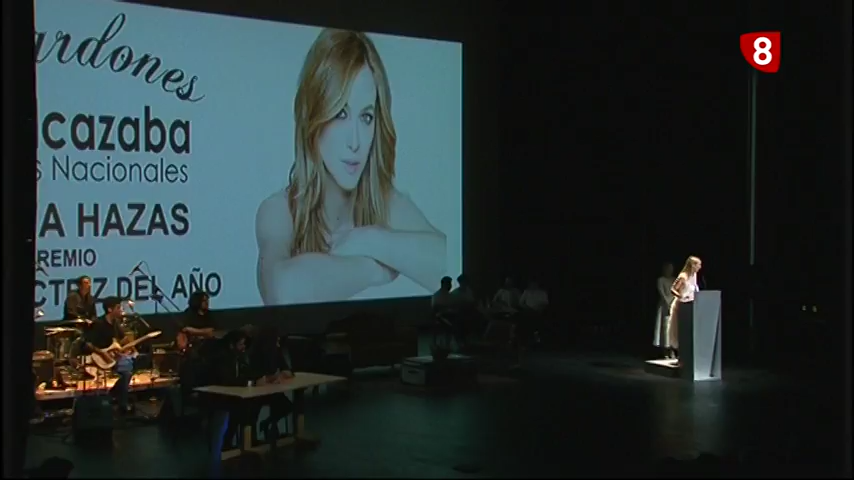 ardones
cazaba
s Nacionales
A HAZAS
REMIO
CTRIZ DEL AÑO
8